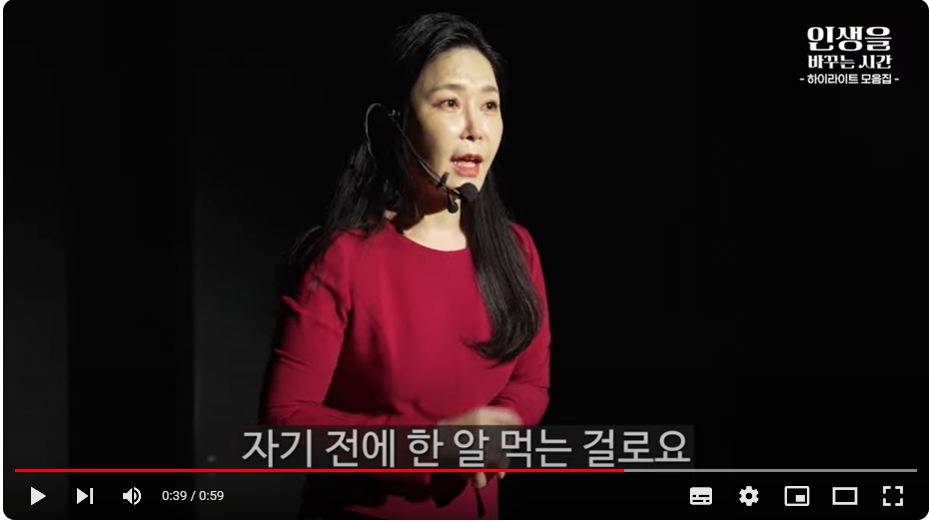 인생을
바꾸는 시간
- 하이라이트 모음집 -
자기 전에 한 알 먹는 걸로요
0:39 / 0:59